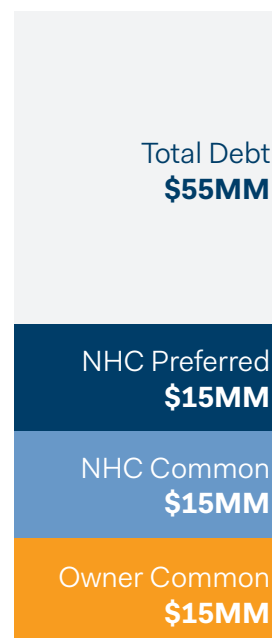 Total Debt
$55MM
NHC Preferred
$15MM
NHC Common
$15MM
Owner Common
$15MM